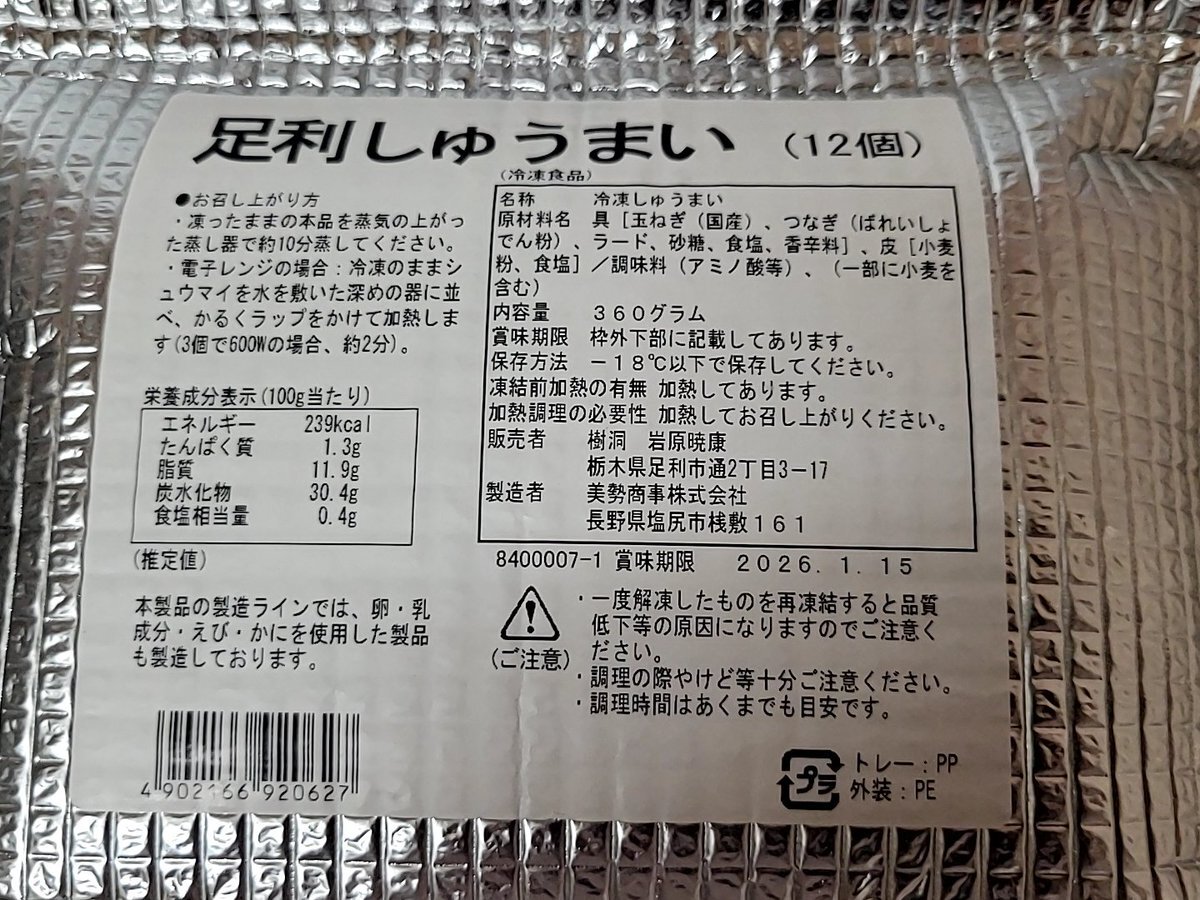 足利しゅうまい (12個)
(冷凍食品)
●お召し上がり方
・凍ったままの本品を蒸気の上がっ
た蒸し器で約10分蒸してください。
・電子レンジの場合：冷凍のままシ
ュウマイを水を敷いた深めの器に並
べ、かるくラップをかけて加熱しま
す(3個で600Wの場合、約2分)。
栄養成分表示(100g当たり)
エネルギー 239kcal
たんぱく質 1.3g
脂質 11.9g
炭水化物 30.4g
食塩相当量 0.4g
(推定値)
本製品の製造ラインでは、卵・乳
成分・えび・かにを使用した製品
も製造しております。
4 902166 920627
名称 冷凍しゅうまい
原材料名 具［玉ねぎ（国産）、つなぎ（ばれいしょ
でん粉）、ラード、砂糖、食塩、香辛料］、皮［小麦
粉、食塩］／調味料（アミノ酸等）、（一部に小麦を
含む）
内容量 ３６０グラム
賞味期限 枠外下部に記載してあります。
保存方法 －１８℃以下で保存してください。
凍結前加熱の有無 加熱してあります。
加熱調理の必要性 加熱してお召し上がりください。
販売者 樹洞 岩原暁康
栃木県足利市通2丁目3−17
製造者 美勢商事株式会社
長野県塩尻市桟敷１６１
8400007-1 賞味期限 ２０２６．１．１５
(ご注意)
・一度解凍したものを再凍結すると品質
低下等の原因になりますのでご注意く
ださい。
・調理の際やけど等十分ご注意ください。
・調理時間はあくまでも目安です。
プラ
トレー：PP
外装：PE